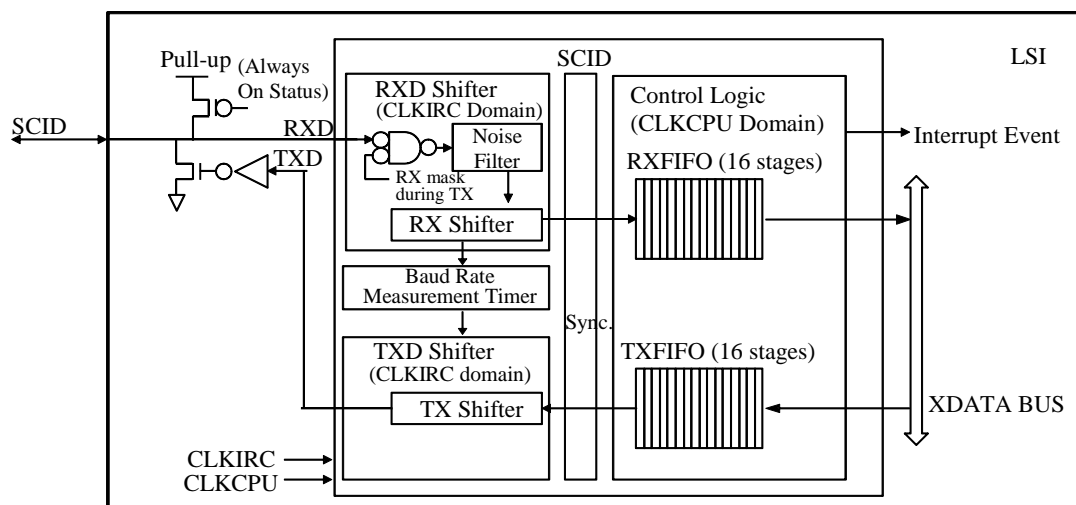 LSI
Pull-up
(Always
On Status)
SCID
RXD
TXD
SCID
RXD Shifter
(CLKIRC Domain)
Noise
Filter
RX mask
during TX
RX Shifter
Baud Rate
Measurement Timer
TXD Shifter
(CLKIRC domain)
TX Shifter
CLKIRC
CLKCPU
Sync.
Control Logic
(CLKCPU Domain)
RXFIFO (16 stages)
TXFIFO (16 stages)
Interrupt Event
XDATA BUS